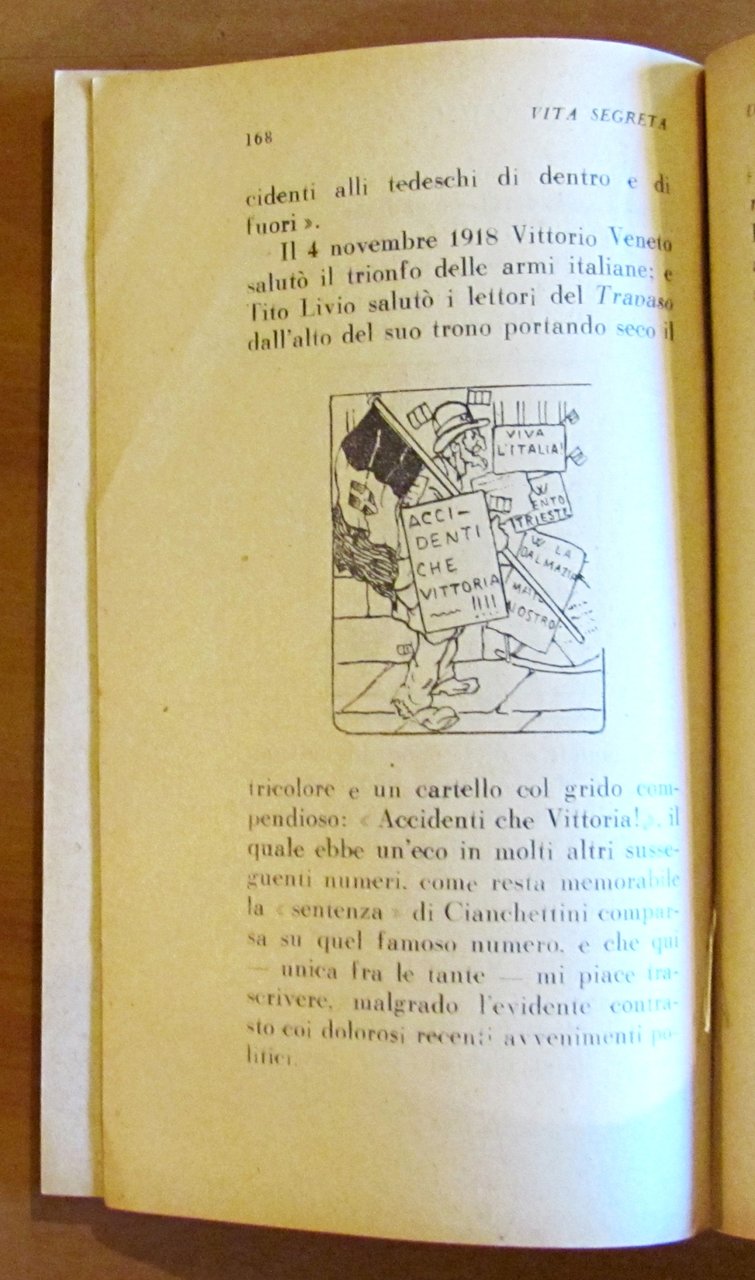 168
VITA SEGRETA
cidenti alli tedeschi di dentro e di
fuori ».
Il 4 novembre 1918 Vittorio Veneto
salutò il trionfo delle armi italiane; e
Tito Livio salutò i lettori del Travaso
dall'alto del suo trono portando seco il
VIVA
L'ITALIA!
W
ENTO
TRIESTE
ACCI-
DENTI
CHE
VITTORIA
!!!!
W LA
DALMAZIA
NOSTRO
tricolore e un cartello col grido com-
pendioso: « Accidenti che Vittoria! », il
quale ebbe un'eco in molti altri susse-
guenti numeri, come resta memorabile
la « sentenza » di Cianchettini compar-
sa su quel famoso numero, e che qui
— unica fra le tante — mi piace tra-
scrivere, malgrado l'evidente contra-
sto coi dolorosi recenti avvenimenti po-
litici.